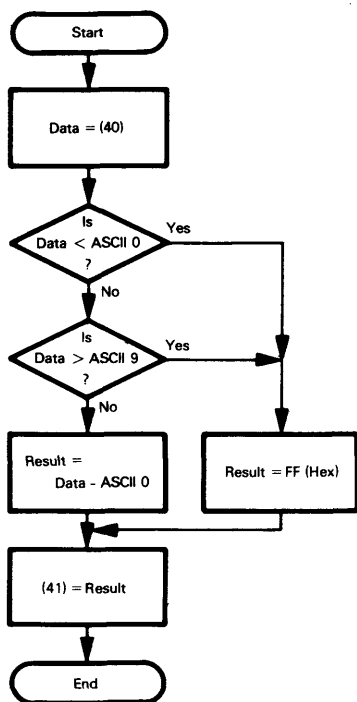 Start
Data = (40)
Is
Data < ASCII 0
?
Yes
No
Is
Data > ASCII 9
?
Yes
No
Result =
Data - ASCII 0
Result = FF (Hex)
(41) = Result
End